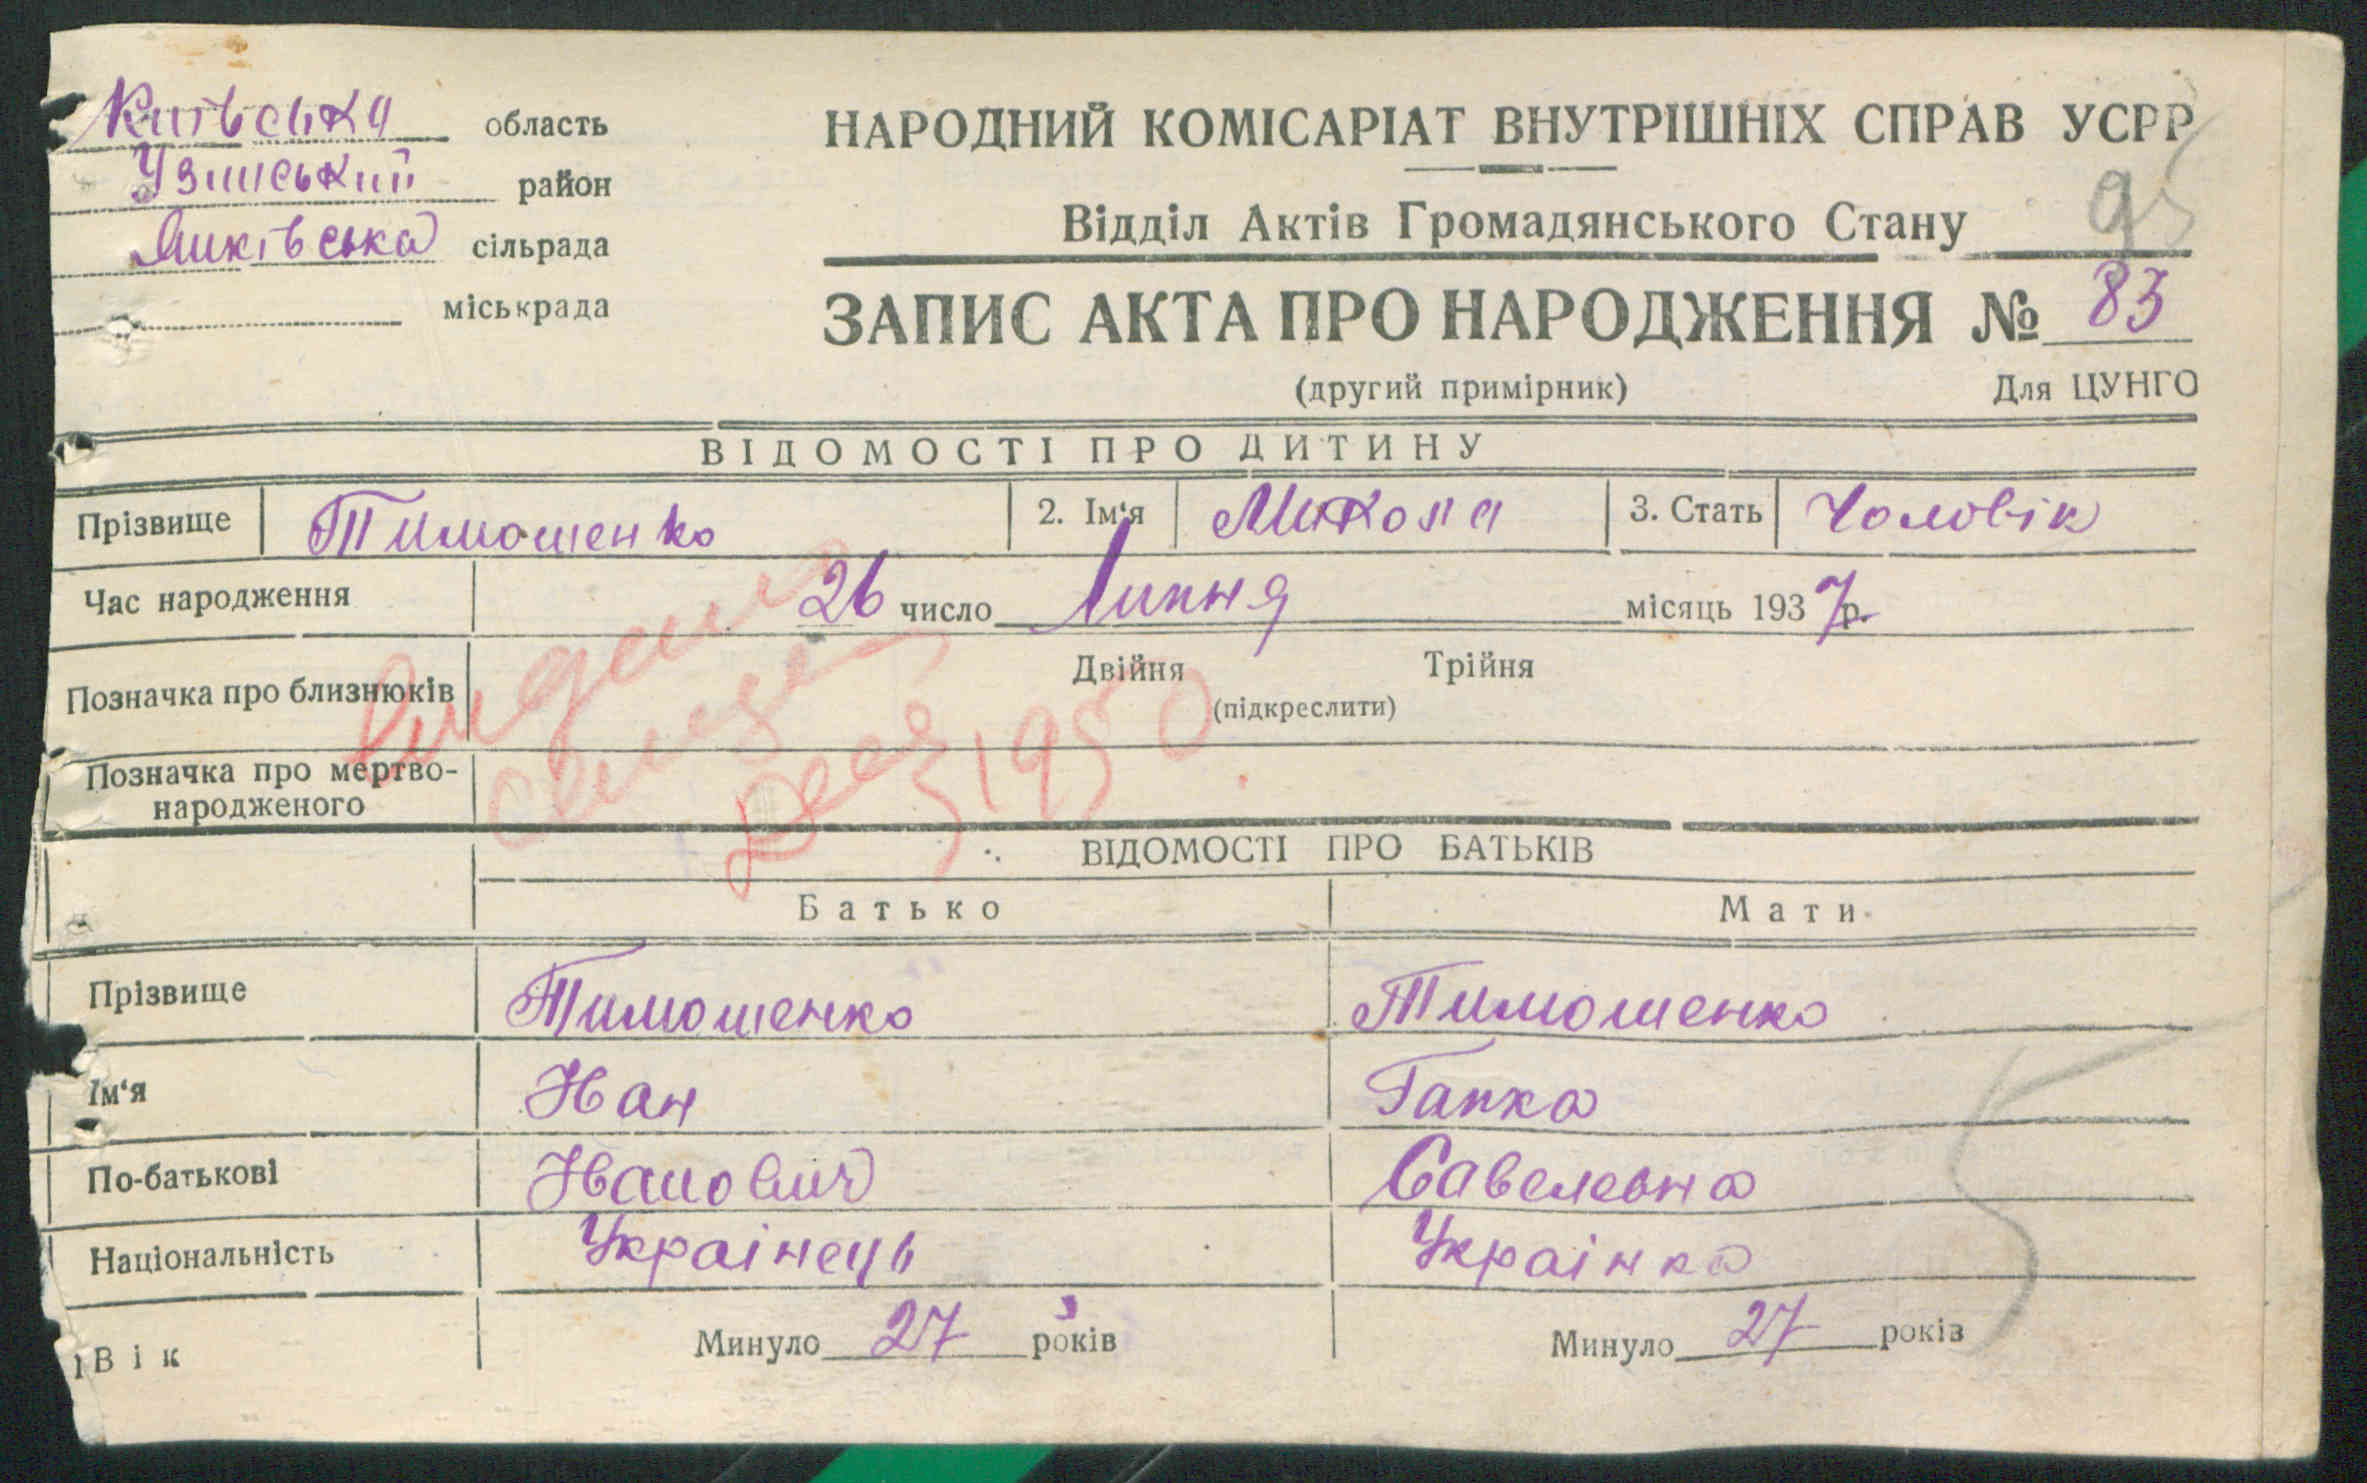 Київська область
Узинський район
Янківська сільрада
міськрада
НАРОДНИЙ КОМІСАРІАТ ВНУТРІШНІХ СПРАВ УСРР
Відділ Актів Громадянського Стану
95
ЗАПИС АКТА ПРО НАРОДЖЕННЯ № 83
(другий примірник) Для ЦУНГО
ВІДОМОСТІ ПРО ДИТИНУ
Прізвище Тимошенко 2. Ім'я Микола 3. Стать Чоловік
Час народження 26 число Липня місяць 1937 р.
Позначка про близнюків Двійня Трійня
(підкреслити)
1950
Позначка про мертво-
народженого
ВІДОМОСТІ ПРО БАТЬКІВ
Батько Мати
Прізвище Тимошенко Тимошенко
Ім'я Іван Гапка
По-батькові Іванович Савелевна
Національність Украінець Украінка
Вік Минуло 27 років Минуло 27 років